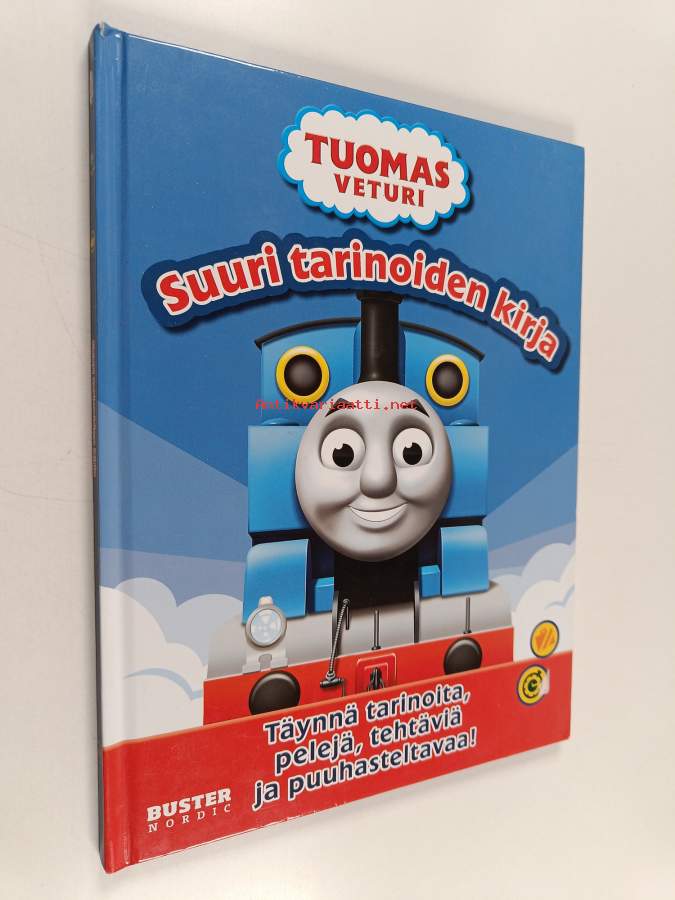 TUOMAS
VETURI
Suuri tarinoiden kirja
Antikvariaatti.net
Täynnä tarinoita,
pelejä, tehtäviä
ja puuhasteltavaa!
BUSTER
NORDIC